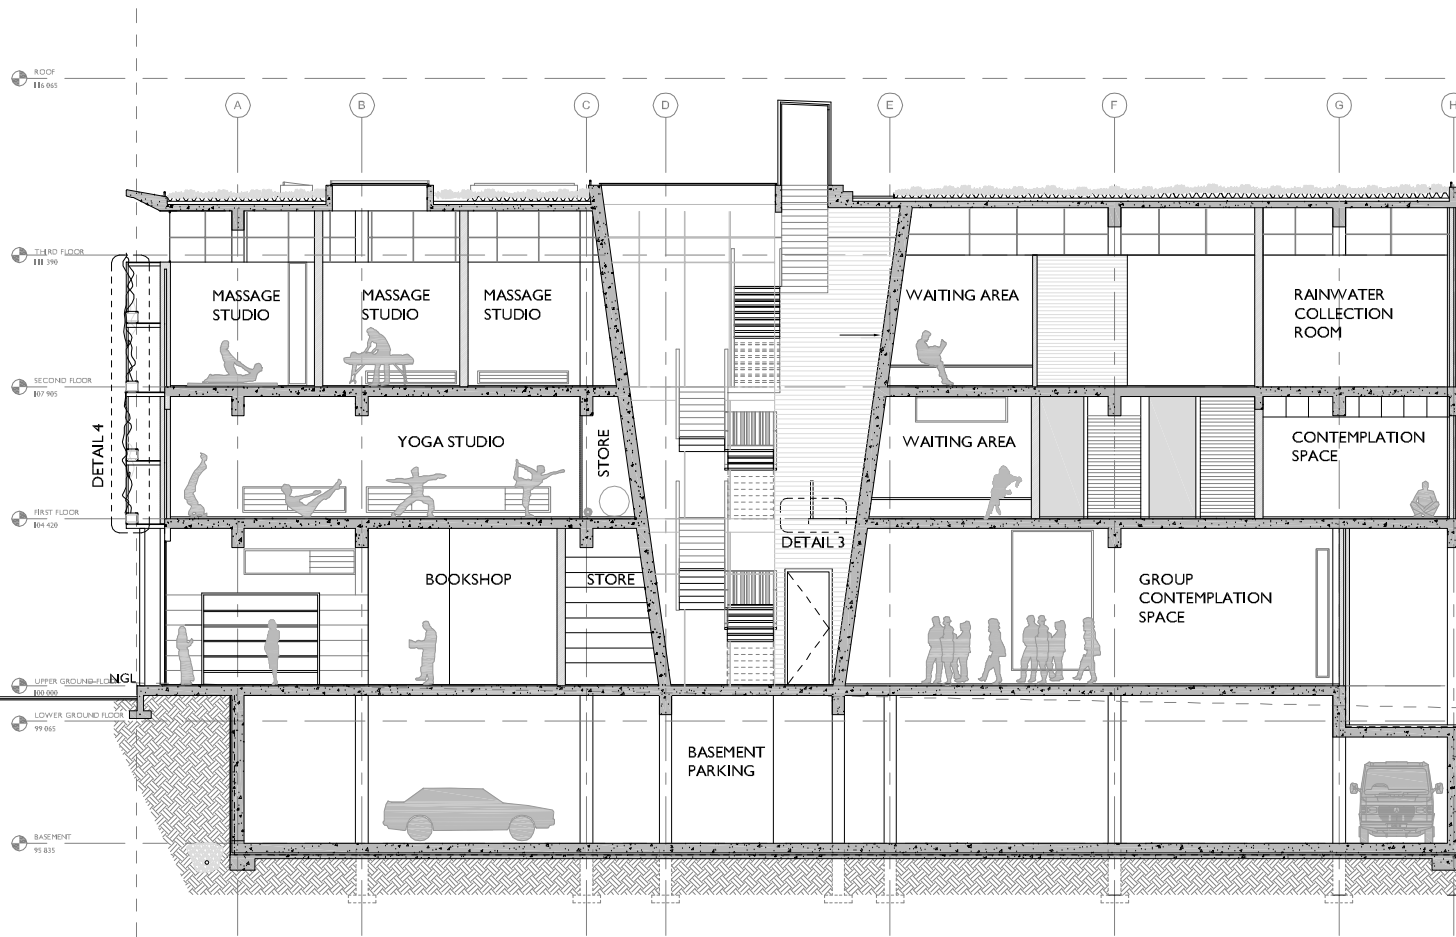 ROOF
116 065
A
B
C
D
E
F
G
H
THIRD FLOOR
111 390
MASSAGE
STUDIO
MASSAGE
STUDIO
MASSAGE
STUDIO
WAITING AREA
RAINWATER
COLLECTION
ROOM
SECOND FLOOR
107 905
DETAIL 4
YOGA STUDIO
STORE
WAITING AREA
CONTEMPLATION
SPACE
FIRST FLOOR
104 420
DETAIL 3
BOOKSHOP
STORE
GROUP
CONTEMPLATION
SPACE
UPPER GROUND FLOOR
NGL
100 000
LOWER GROUND FLOOR
99 065
BASEMENT
PARKING
BASEMENT
95 835